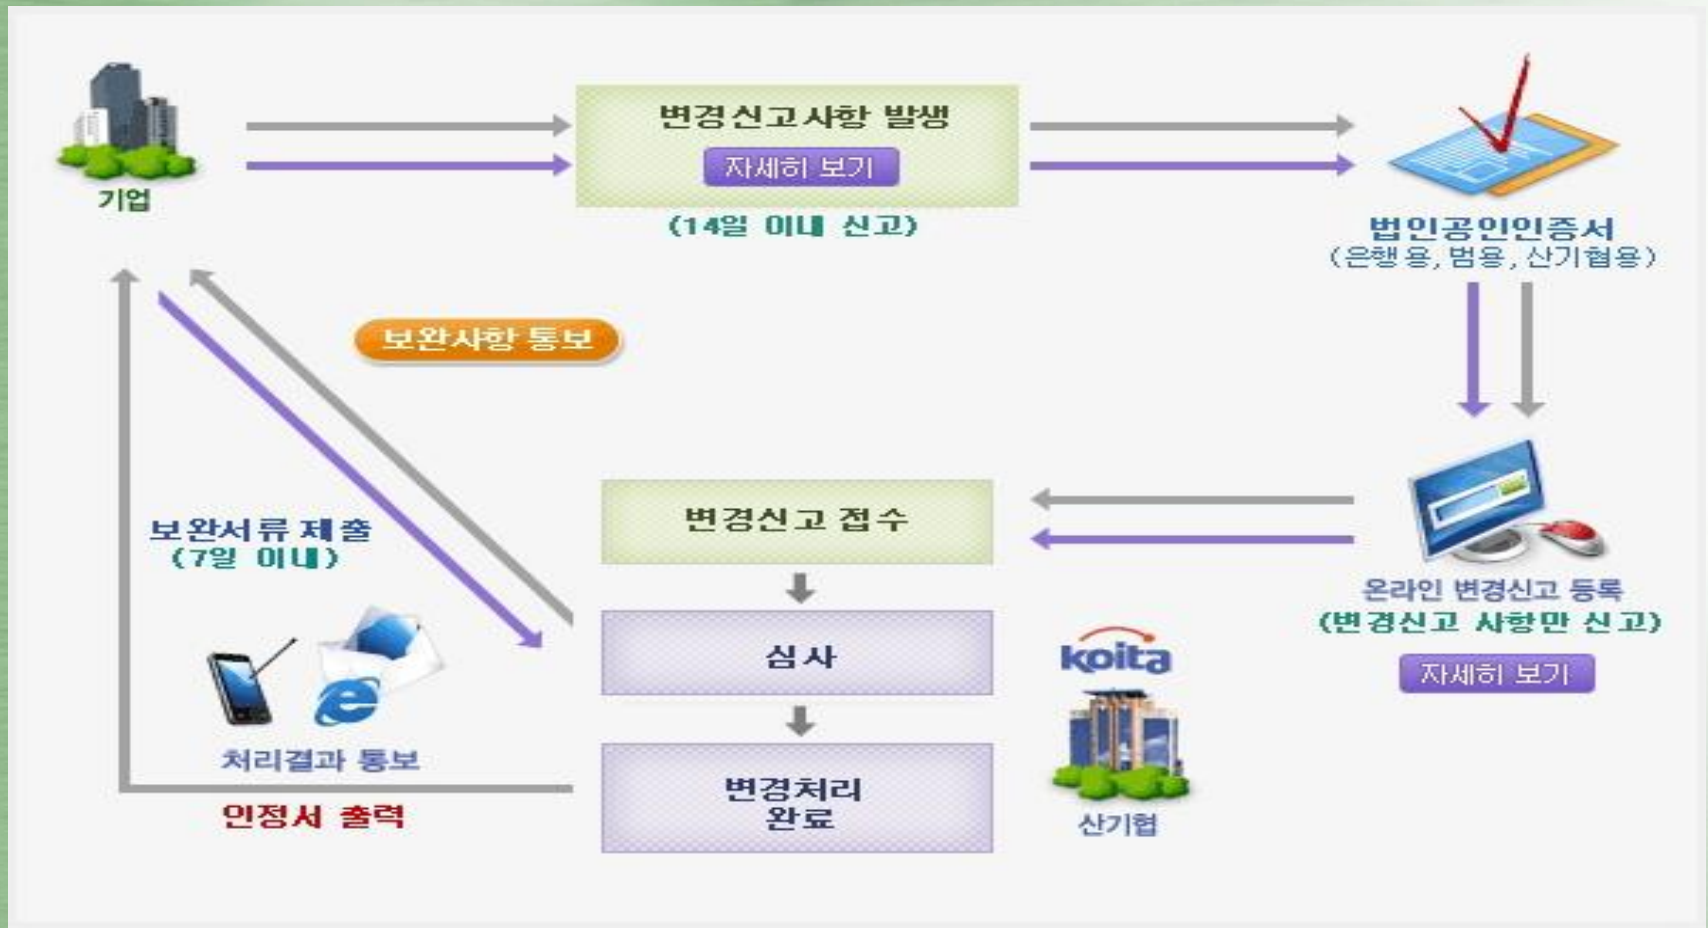 변경신고사항 발생
자세히 보기
(14일 이내 신고)
기업
법인공인인증서
(은행용, 범용, 산기협용)
보완사항 통보
보완서류 제출
(7일 이내)
변경신고 접수
온라인 변경신고 등록
(변경신고 사항만 신고)
자세히 보기
심사
koita
처리결과 통보
변경처리
완료
인정서 출력
산기협